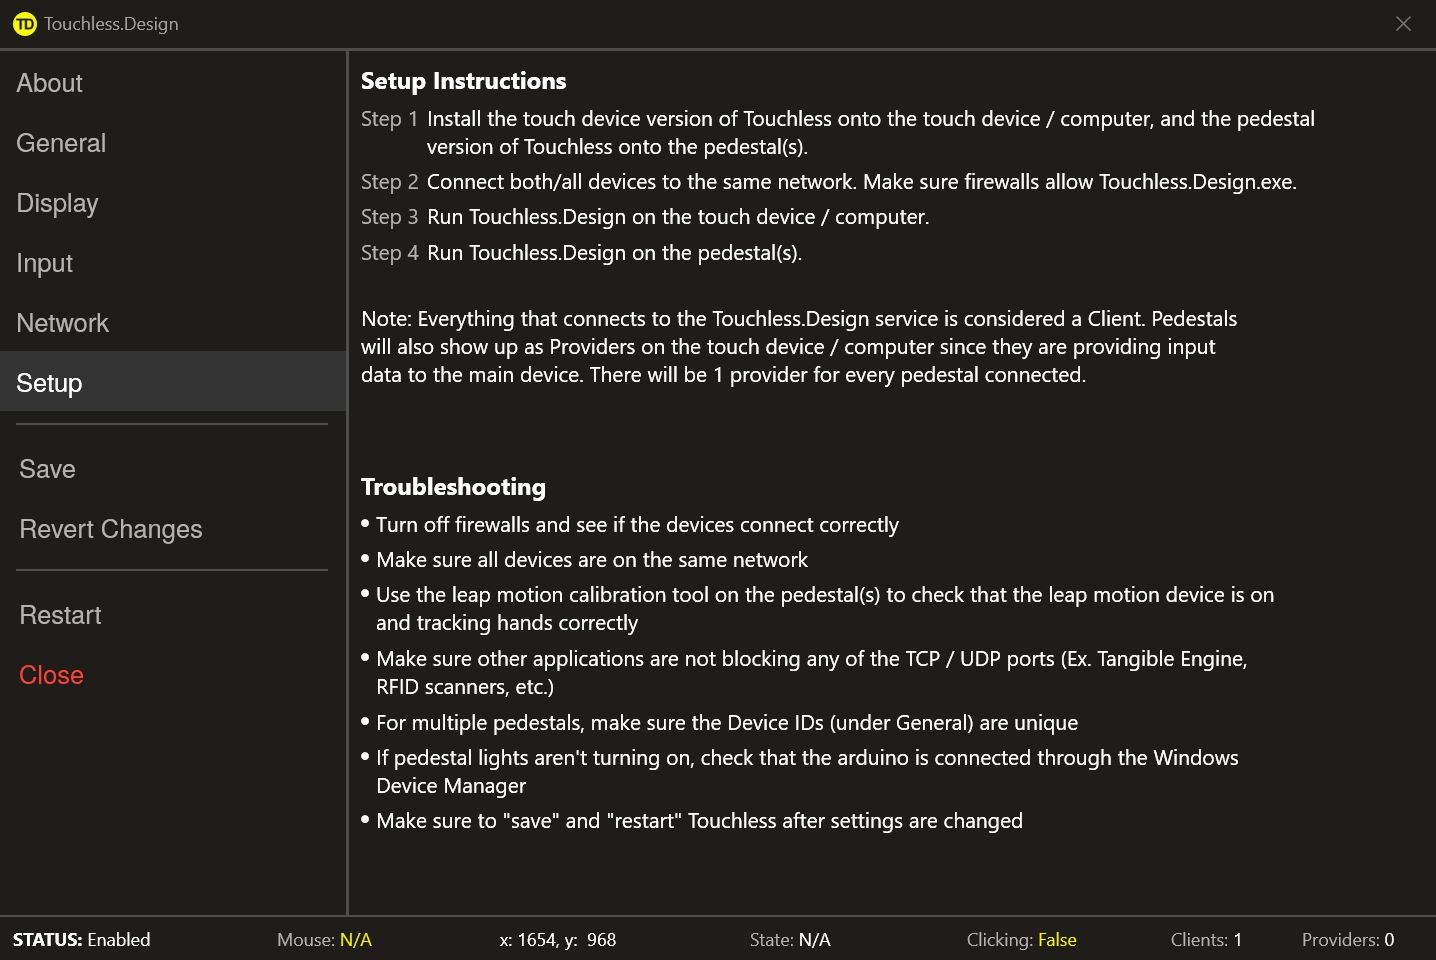 TD Touchless.Design
About
General
Display
Input
Network
Setup
Save
Revert Changes
Restart
Close
Setup Instructions
Step 1 Install the touch device version of Touchless onto the touch device / computer, and the pedestal
version of Touchless onto the pedestal(s).
Step 2 Connect both/all devices to the same network. Make sure firewalls allow Touchless.Design.exe.
Step 3 Run Touchless.Design on the touch device / computer.
Step 4 Run Touchless.Design on the pedestal(s).
Note: Everything that connects to the Touchless.Design service is considered a Client. Pedestals
will also show up as Providers on the touch device / computer since they are providing input
data to the main device. There will be 1 provider for every pedestal connected.
Troubleshooting
• Turn off firewalls and see if the devices connect correctly
• Make sure all devices are on the same network
• Use the leap motion calibration tool on the pedestal(s) to check that the leap motion device is on
and tracking hands correctly
• Make sure other applications are not blocking any of the TCP / UDP ports (Ex. Tangible Engine,
RFID scanners, etc.)
• For multiple pedestals, make sure the Device IDs (under General) are unique
• If pedestal lights aren't turning on, check that the arduino is connected through the Windows
Device Manager
• Make sure to "save" and "restart" Touchless after settings are changed
STATUS: Enabled Mouse: N/A x: 1654, y: 968 State: N/A Clicking: False Clients: 1 Providers: 0